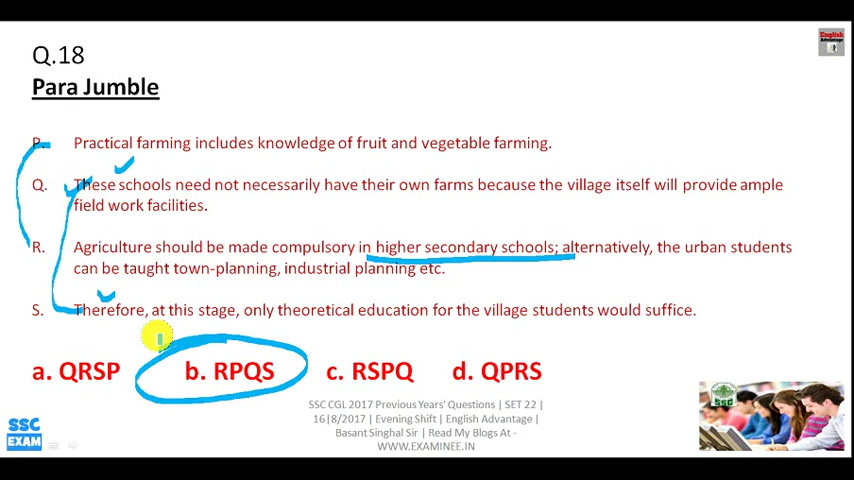 Q.18
English
Advantage
Para Jumble
P. Practical farming includes knowledge of fruit and vegetable farming.
Q. These schools need not necessarily have their own farms because the village itself will provide ample
field work facilities.
R. Agriculture should be made compulsory in higher secondary schools; alternatively, the urban students
can be taught town-planning, industrial planning etc.
S. Therefore, at this stage, only theoretical education for the village students would suffice.
a. QRSP b. RPQS c. RSPQ d. QPRS
SSC CGL 2017 Previous Years' Questions | SET 22 |
16|8/2017 | Evening Shift | English Advantage |
Basant Singhal Sir | Read My Blogs At -
WWW.EXAMINEE.IN
SSC
EXAM
SSC